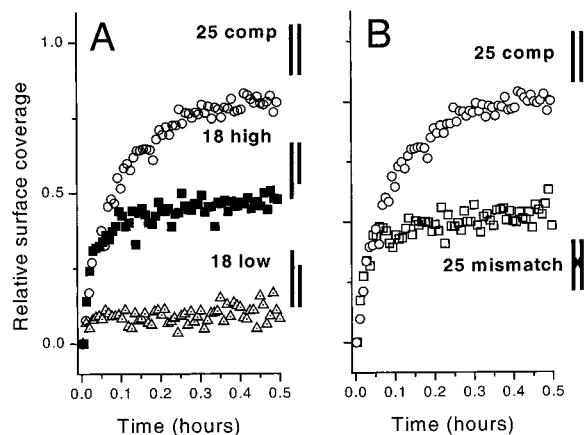 A
25 comp
18 high
18 low
Relative surface coverage
1.0
0.5
0.0
0.0 0.1 0.2 0.3 0.4 0.5
Time (hours)
B
25 comp
25 mismatch
0.0 0.1 0.2 0.3 0.4 0.5
Time (hours)